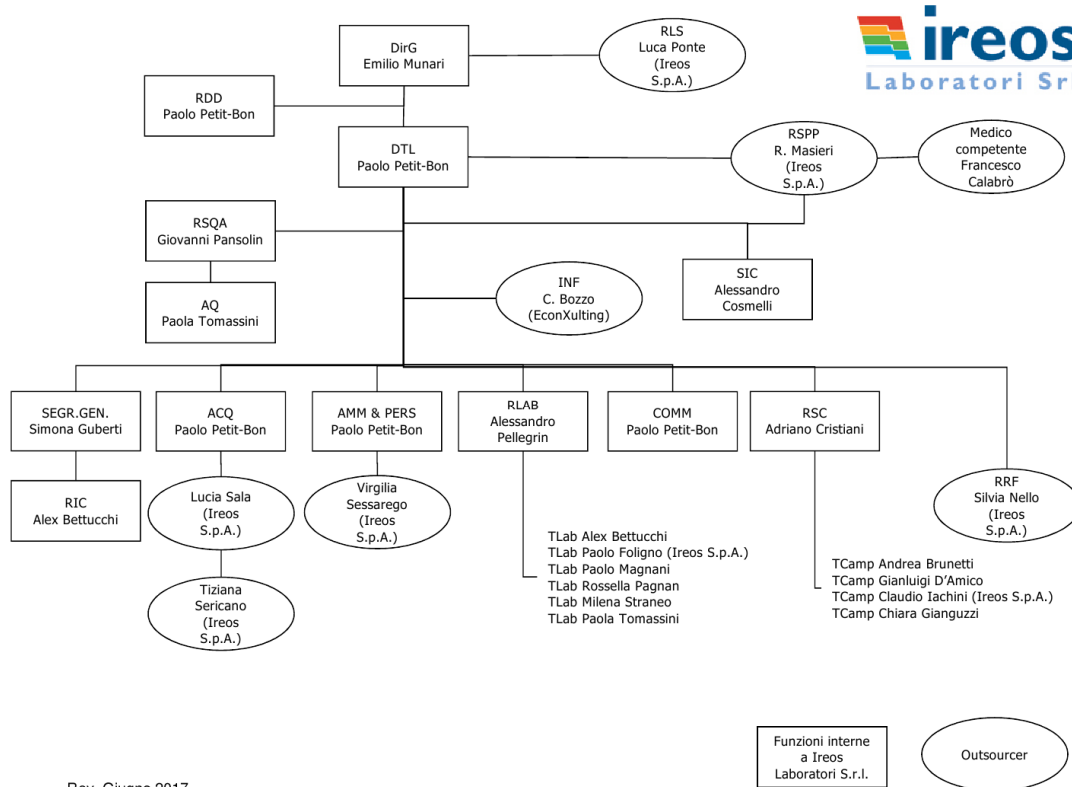 ireos
Laboratori Srl
DirG
Emilio Munari
RLS
Luca Ponte
(Ireos
S.p.A.)
RDD
Paolo Petit-Bon
DTL
Paolo Petit-Bon
RSPP
R. Masieri
(Ireos
S.p.A.)
Medico
competente
Francesco
Calabrò
RSQA
Giovanni Pansolin
AQ
Paola Tomassini
INF
C. Bozzo
(EconXulting)
SIC
Alessandro
Cosmelli
SEGR.GEN.
Simona Guberti
ACQ
Paolo Petit-Bon
AMM & PERS
Paolo Petit-Bon
RLAB
Alessandro
Pellegrin
COMM
Paolo Petit-Bon
RSC
Adriano Cristiani
RIC
Alex Bettucchi
Lucia Sala
(Ireos
S.p.A.)
Virgilia
Sessarego
(Ireos
S.p.A.)
RRF
Silvia Nello
(Ireos
S.p.A.)
Tiziana
Sericano
(Ireos
S.p.A.)
TLab Alex Bettucchi
TLab Paolo Foligno (Ireos S.p.A.)
TLab Paolo Magnani
TLab Rossella Pagnan
TLab Milena Straneo
TLab Paola Tomassini
TCamp Andrea Brunetti
TCamp Gianluigi D’Amico
TCamp Claudio Iachini (Ireos S.p.A.)
TCamp Chiara Gianguzzi
Funzioni interne
a Ireos
Laboratori S.r.l.
Outsourcer
Rev. Giugno 2017